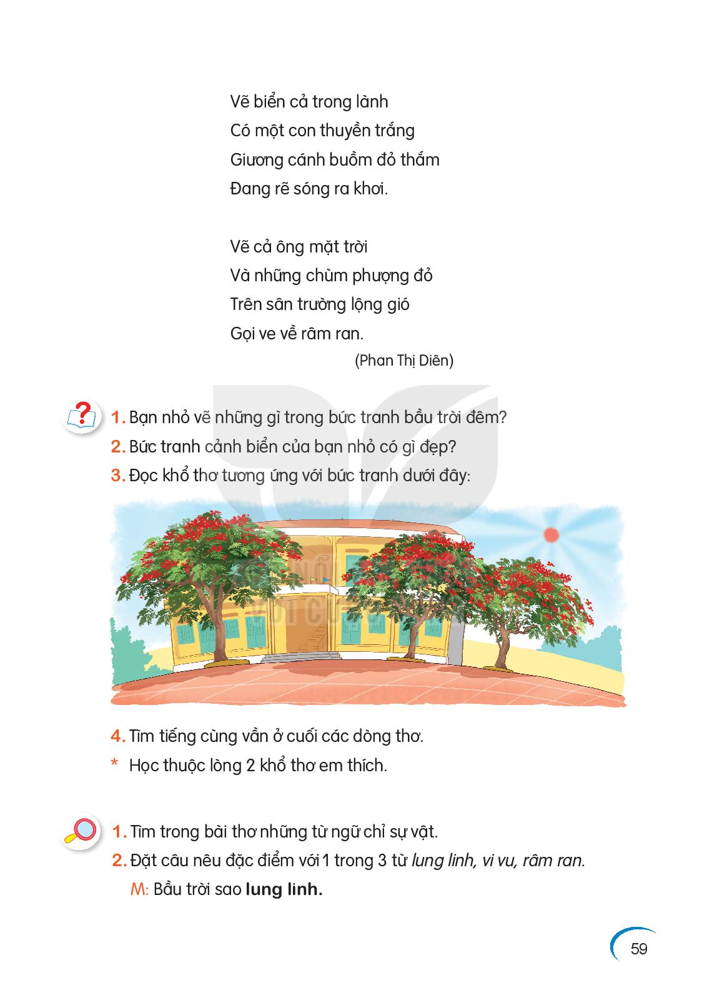 Vẽ biển cả trong lành
Có một con thuyền trắng
Giương cánh buồm đỏ thắm
Đang rẽ sóng ra khơi.
Vẽ cả ông mặt trời
Và những chùm phượng đỏ
Trên sân trường lộng gió
Gọi ve về râm ran.
(Phan Thị Diên)
1. Bạn nhỏ vẽ những gì trong bức tranh bầu trời đêm?
2. Bức tranh cảnh biển của bạn nhỏ có gì đẹp?
3. Đọc khổ thơ tương ứng với bức tranh dưới đây:
4. Tìm tiếng cùng vần ở cuối các dòng thơ.
* Học thuộc lòng 2 khổ thơ em thích.
1. Tìm trong bài thơ những từ ngữ chỉ sự vật.
2. Đặt câu nêu đặc điểm với 1 trong 3 từ lung linh, vi vu, râm ran.
M: Bầu trời sao lung linh.
59